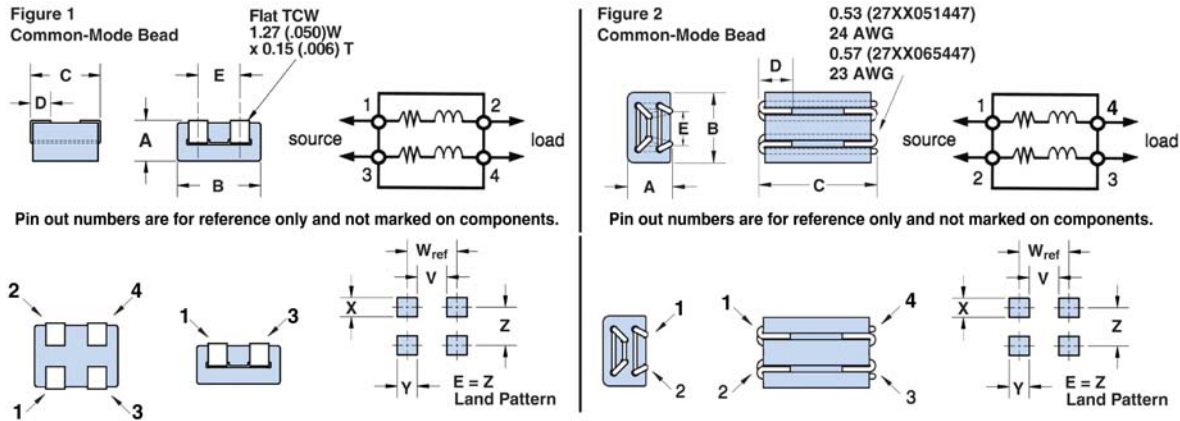 Figure 1
Common-Mode Bead
Flat TCW
1.27 (.050)W
x 0.15 (.006) T
C
D
A
E
B
1
2
source
load
3
4
Pin out numbers are for reference only and not marked on components.
2
4
1
3
1
3
Wref
V
X
Z
Y
E = Z
Land Pattern
Figure 2
Common-Mode Bead
0.53 (27XX051447)
24 AWG
0.57 (27XX065447)
23 AWG
D
E
B
A
C
1
4
source
load
2
3
Pin out numbers are for reference only and not marked on components.
1
2
1
4
2
3
Wref
V
X
Z
Y
E = Z
Land Pattern